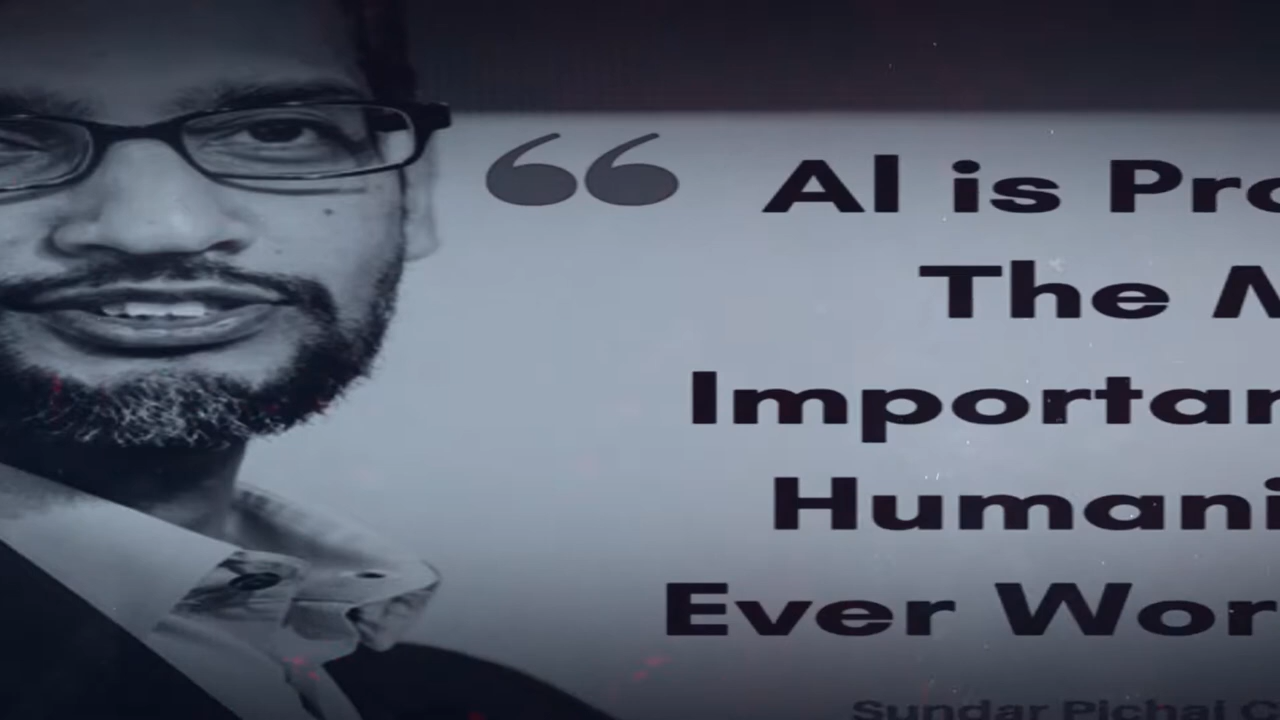 “ AI is Pro
The M
Importan
Humani
Ever Wor
Sundar Pichai C